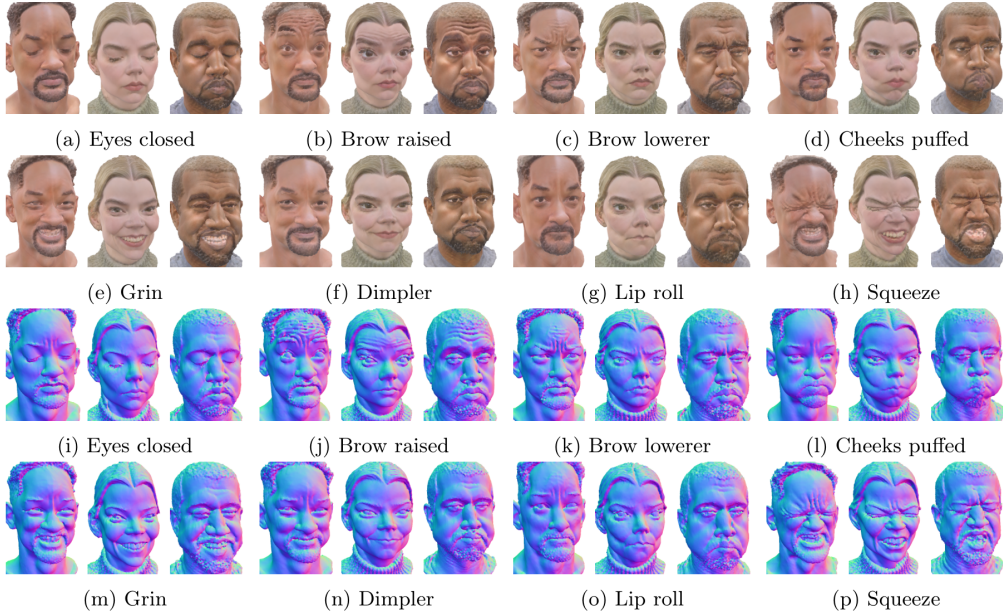 (a) Eyes closed (b) Brow raised (c) Brow lowerer (d) Cheeks puffed
(e) Grin (f) Dimpler (g) Lip roll (h) Squeeze
(i) Eyes closed (j) Brow raised (k) Brow lowerer (l) Cheeks puffed
(m) Grin (n) Dimpler (o) Lip roll (p) Squeeze